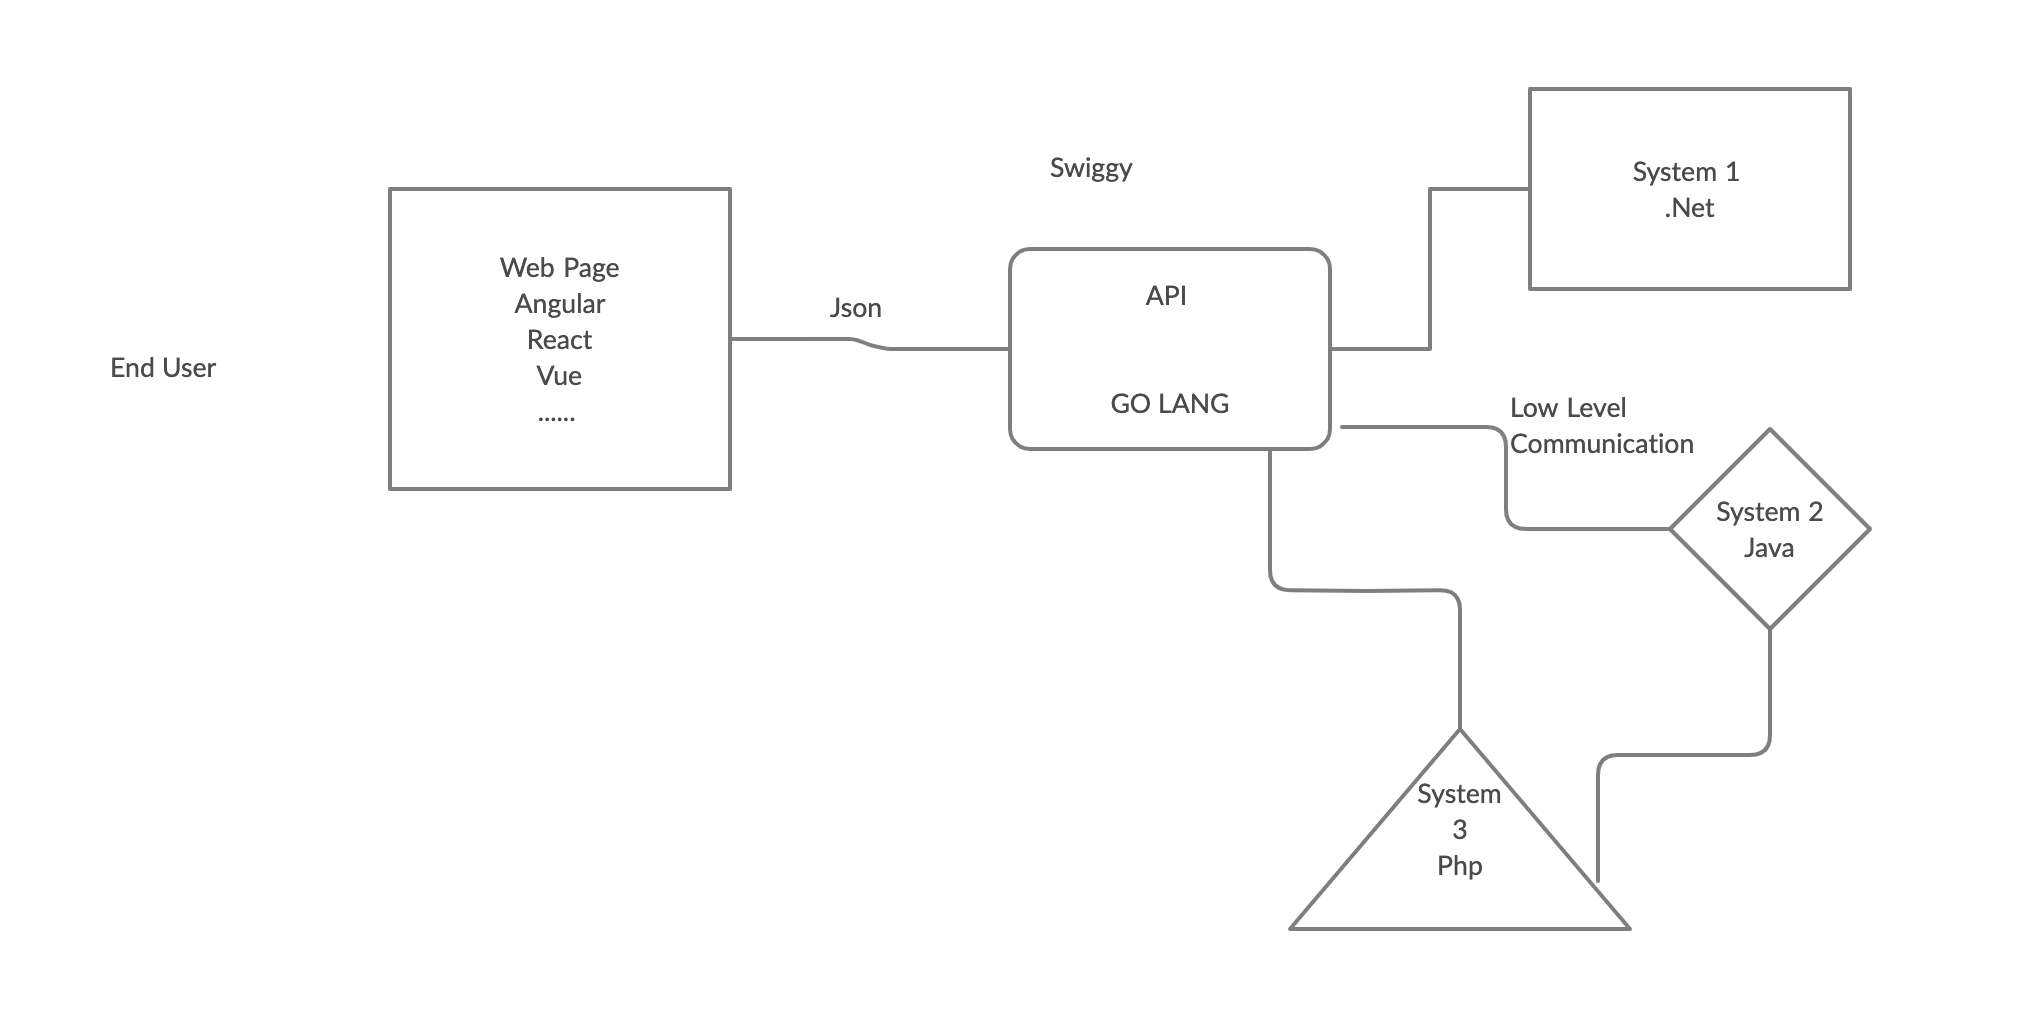 End User
Web Page
Angular
React
Vue
......
Json
Swiggy
API
GO LANG
System 1
.Net
Low Level
Communication
System 2
Java
System
3
Php